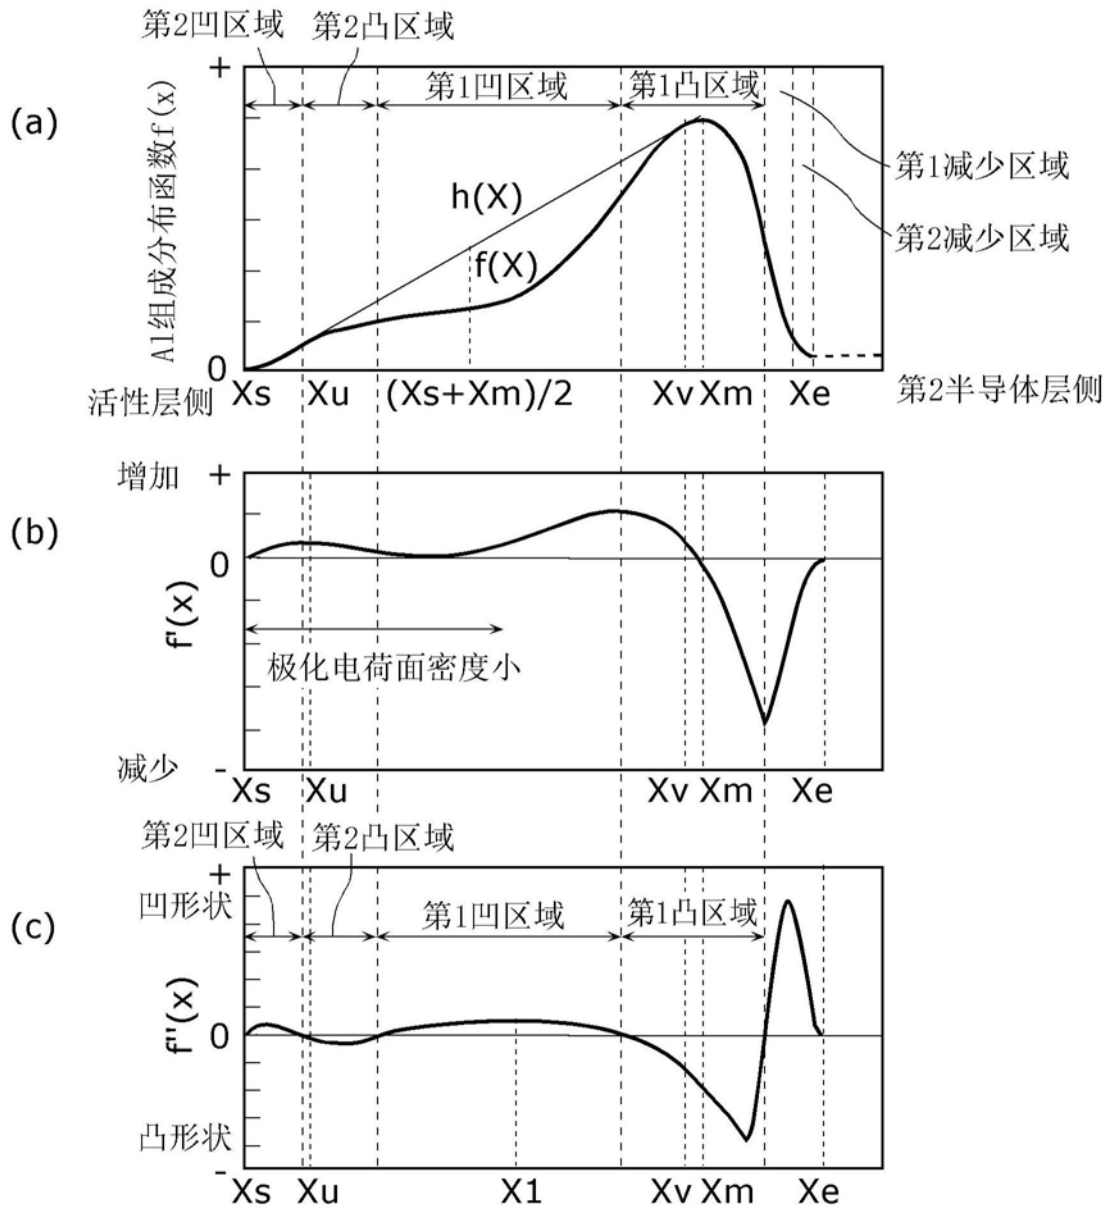 第2凹区域 第2凸区域
+
第1凹区域 第1凸区域
(a)
Al组成分布函数f(x)
第1减少区域
h(X)
第2减少区域
f(X)
0
活性层侧 Xs Xu (Xs+Xm)/2 Xv Xm Xe 第2半导体层侧
增加 +
(b)
0
f'(x)
极化电荷面密度小
减少 -
Xs Xu Xv Xm Xe
第2凹区域 第2凸区域
+
凹形状 第1凹区域 第1凸区域
(c)
f"(x)
0
凸形状
-
Xs Xu X1 Xv Xm Xe